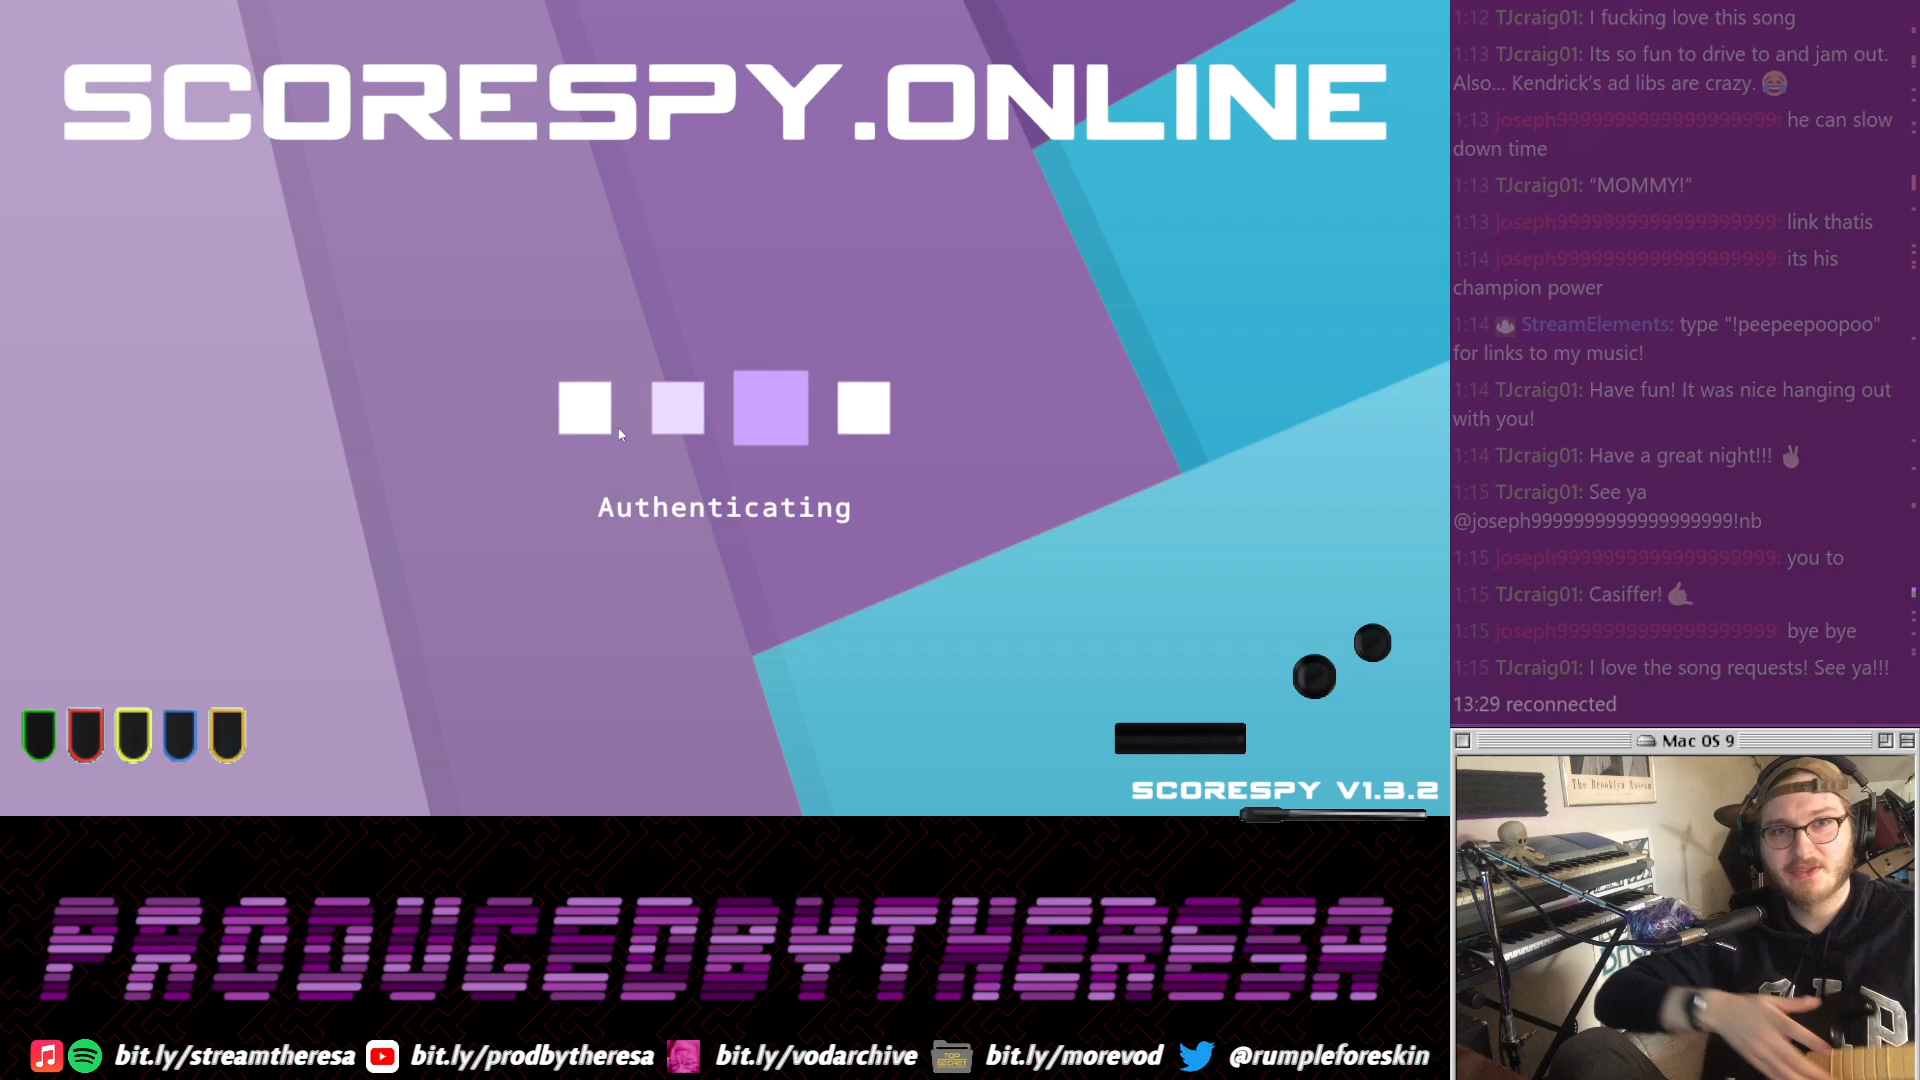 SCORESPY.ONLINE
Authenticating
SCORESPY V1.3.2
1:12 TJcraig01: I fucking love this song
1:13 TJcraig01: Its so fun to drive to and jam out.
Also... Kendrick's ad libs are crazy. 😂
1:13 joseph9999999999999999999: he can slow
down time
1:13 TJcraig01: “MOMMY!”
1:13 joseph9999999999999999999: link thatis
1:14 joseph9999999999999999999: its his
champion power
1:14 StreamElements: type "!peepeepoopoo"
for links to my music!
1:14 TJcraig01: Have fun! It was nice hanging out
with you!
1:14 TJcraig01: Have a great night!!! ✌
1:15 TJcraig01: See ya
@joseph9999999999999999999!nb
1:15 joseph9999999999999999999: you to
1:15 TJcraig01: Casiffer! 🤙
1:15 joseph9999999999999999999: bye bye
1:15 TJcraig01: I love the song requests! See ya!!!
13:29 reconnected
Mac OS 9
The Brooklyn Museum
PRODUCEDBYTHERESA
bit.ly/streamtheresa
bit.ly/prodbytheresa
bit.ly/vodarchive
TOP SECRET
bit.ly/morevod
@rumpleforeskin